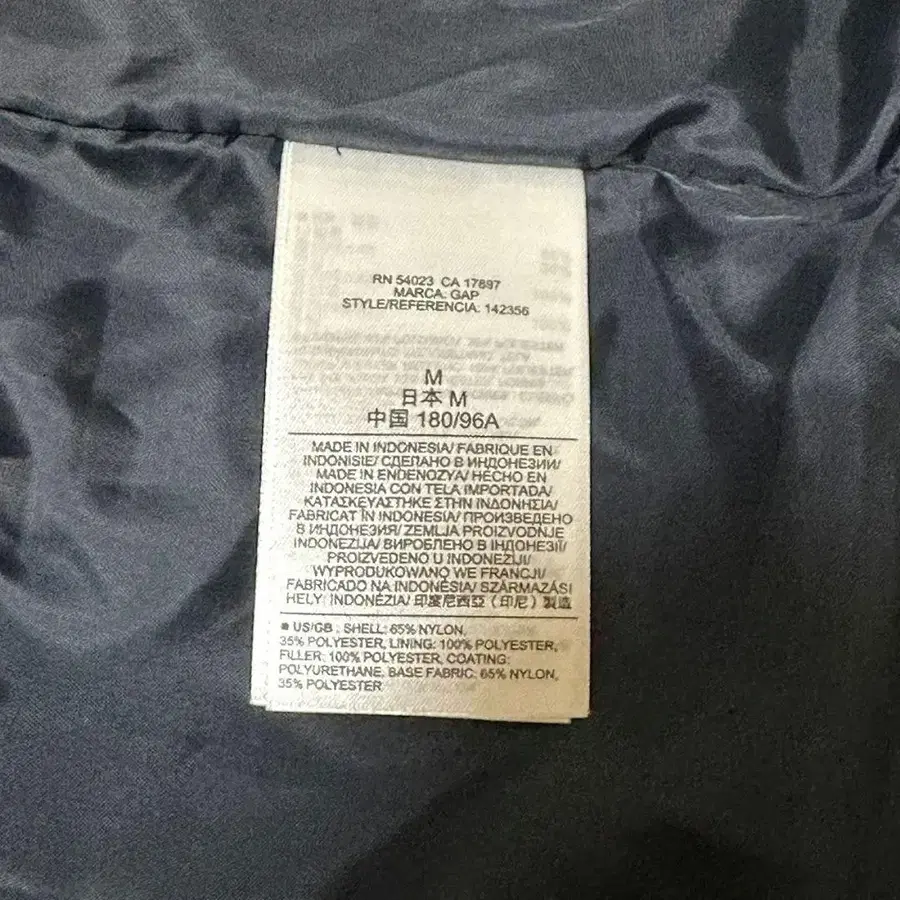 RN 54023 CA 17897
MARCA: GAP
STYLE/REFERENCIA: 142356
M
日本 M
中国 180/96A
MADE IN INDONESIA/ FABRIQUE EN
INDONISIE/ СДЕЛАНО В ИНДОНЕЗИИ/
MADE IN ENDENOZYA/ HECHO EN
INDONESIA CON TELA IMPORTADA/
ΚΑΤΑΣΚΕΥΑΣΤΗΚΕ ΣΤΗΝ ΙΝΔΟΝΗΣΙΑ/
FABRICAT ÎN INDONESIA/ ПРОИЗВЕДЕНО
В ИНДОНЕЗИЯ/ ZEMLJA PROIZVODNJE
INDONEZIJA/ ВИРОБЛЕНО В ІНДОНЕЗІЇ/
PROIZVEDENO U INDONEZIJI/
WYPRODUKOWANO WE FRANCJI/
FABRICADO NA INDONÉSIA/ SZÁRMAZÁSI
HELY: INDONÉZIA/ 印度尼西亞 (印尼) 製造
■ US/GB : SHELL: 65% NYLON,
35% POLYESTER, LINING: 100% POLYESTER,
FILLER: 100% POLYESTER, COATING:
POLYURETHANE, BASE FABRIC: 65% NYLON,
35% POLYESTER